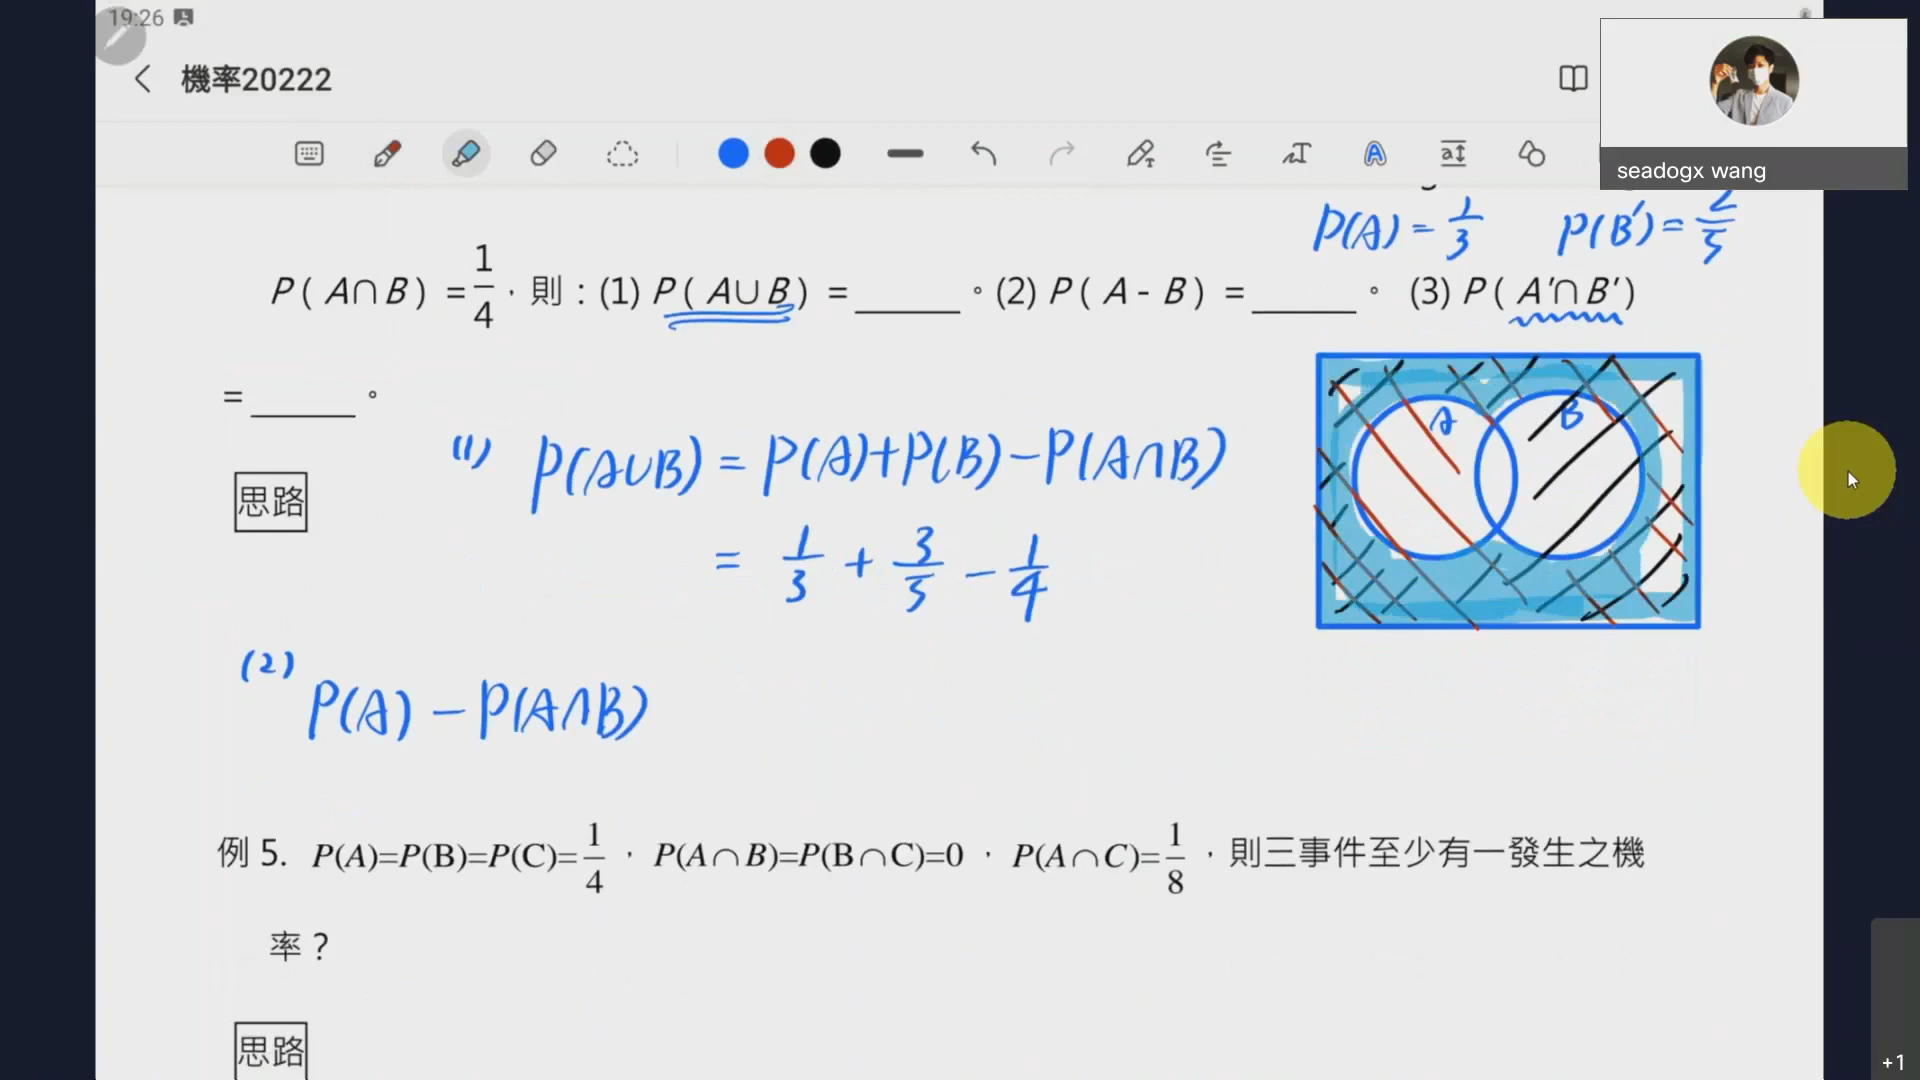 19:26
機率20222
seadogx wang
P(A) = 1/3 P(B') = 2/5
P ( A∩B ) = 1/4,則:(1) P ( A∪B ) = ______。(2) P ( A - B ) = ______。 (3) P ( A'∩B' )
= ______。
A B
(1) P(A∪B) = P(A)+P(B)-P(A∩B)
思路
= 1/3 + 3/5 - 1/4
(2)
P(A) - P(A∩B)
例 5. P(A)=P(B)=P(C)=1/4,P(A∩B)=P(B∩C)=0,P(A∩C)=1/8,則三事件至少有一發生之機
率?
思路
+1